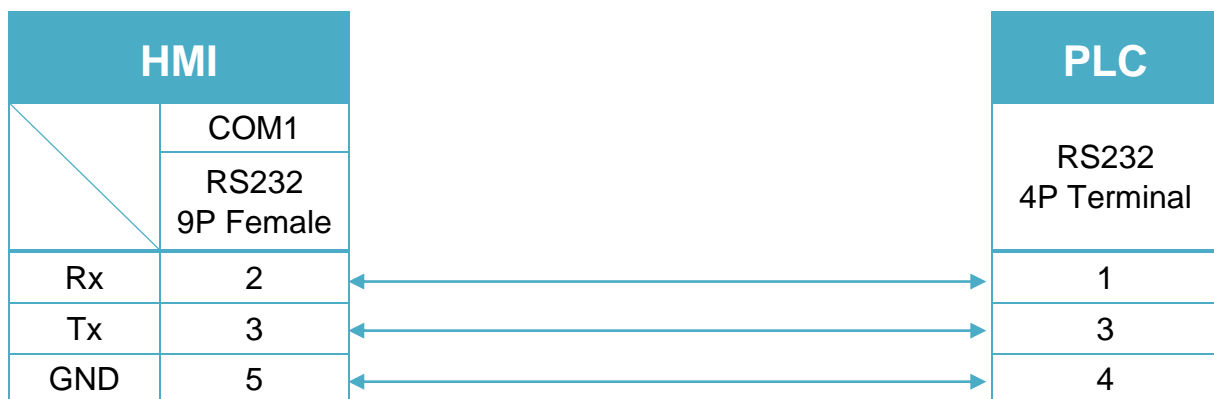 HMI
PLC
COM1
RS232
9P Female
RS232
4P Terminal
Rx 2 1
Tx 3 3
GND 5 4